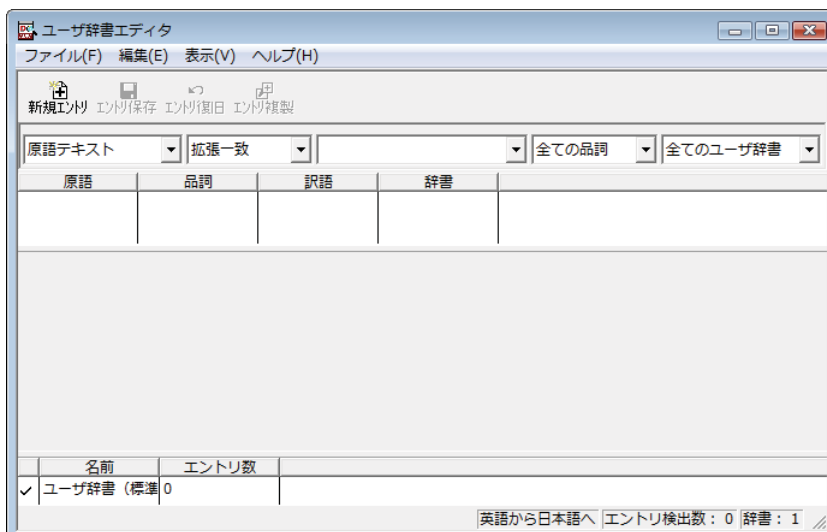 ユーザ辞書エディタ
ファイル(F) 編集(E) 表示(V) ヘルプ(H)
新規エントリ エントリ保存 エントリ復旧 エントリ複製
原語テキスト 拡張一致 全ての品詞 全てのユーザ辞書
原語 品詞 訳語 辞書
名前 エントリ数
ユーザ辞書（標準 0
英語から日本語へ エントリ検出数： 0 辞書： 1